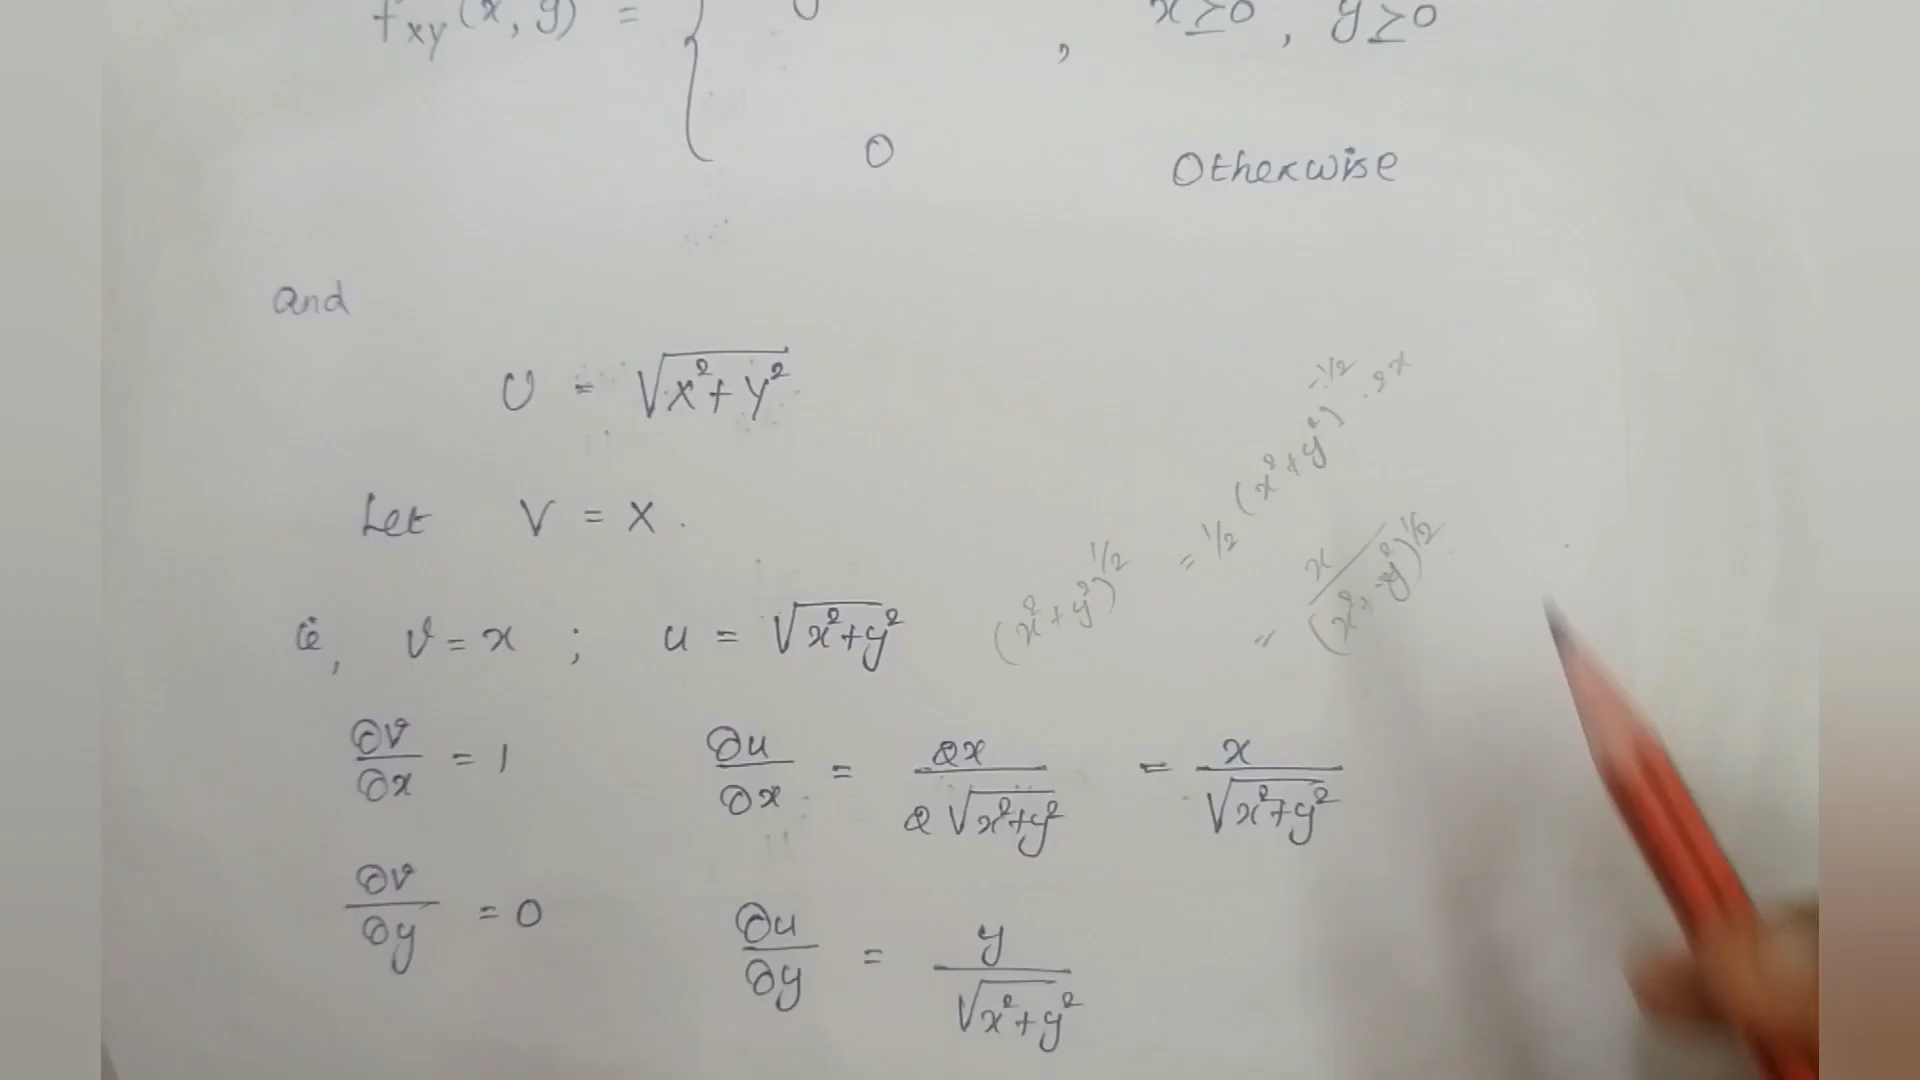 f_xy(x, y) = { , x ≥ 0, y ≥ 0
0 Otherwise
and
U = √(X² + Y²)
Let V = X.
ie, v = x ; u = √(x² + y²)
(x² + y²)^1/2 = 1/2 (x² + y²)^-1/2 . 2x
= x / (x² + y²)^1/2
∂v/∂x = 1 ∂u/∂x = 2x / 2√(x² + y²) = x / √(x² + y²)
∂v/∂y = 0 ∂u/∂y = y / √(x² + y²)